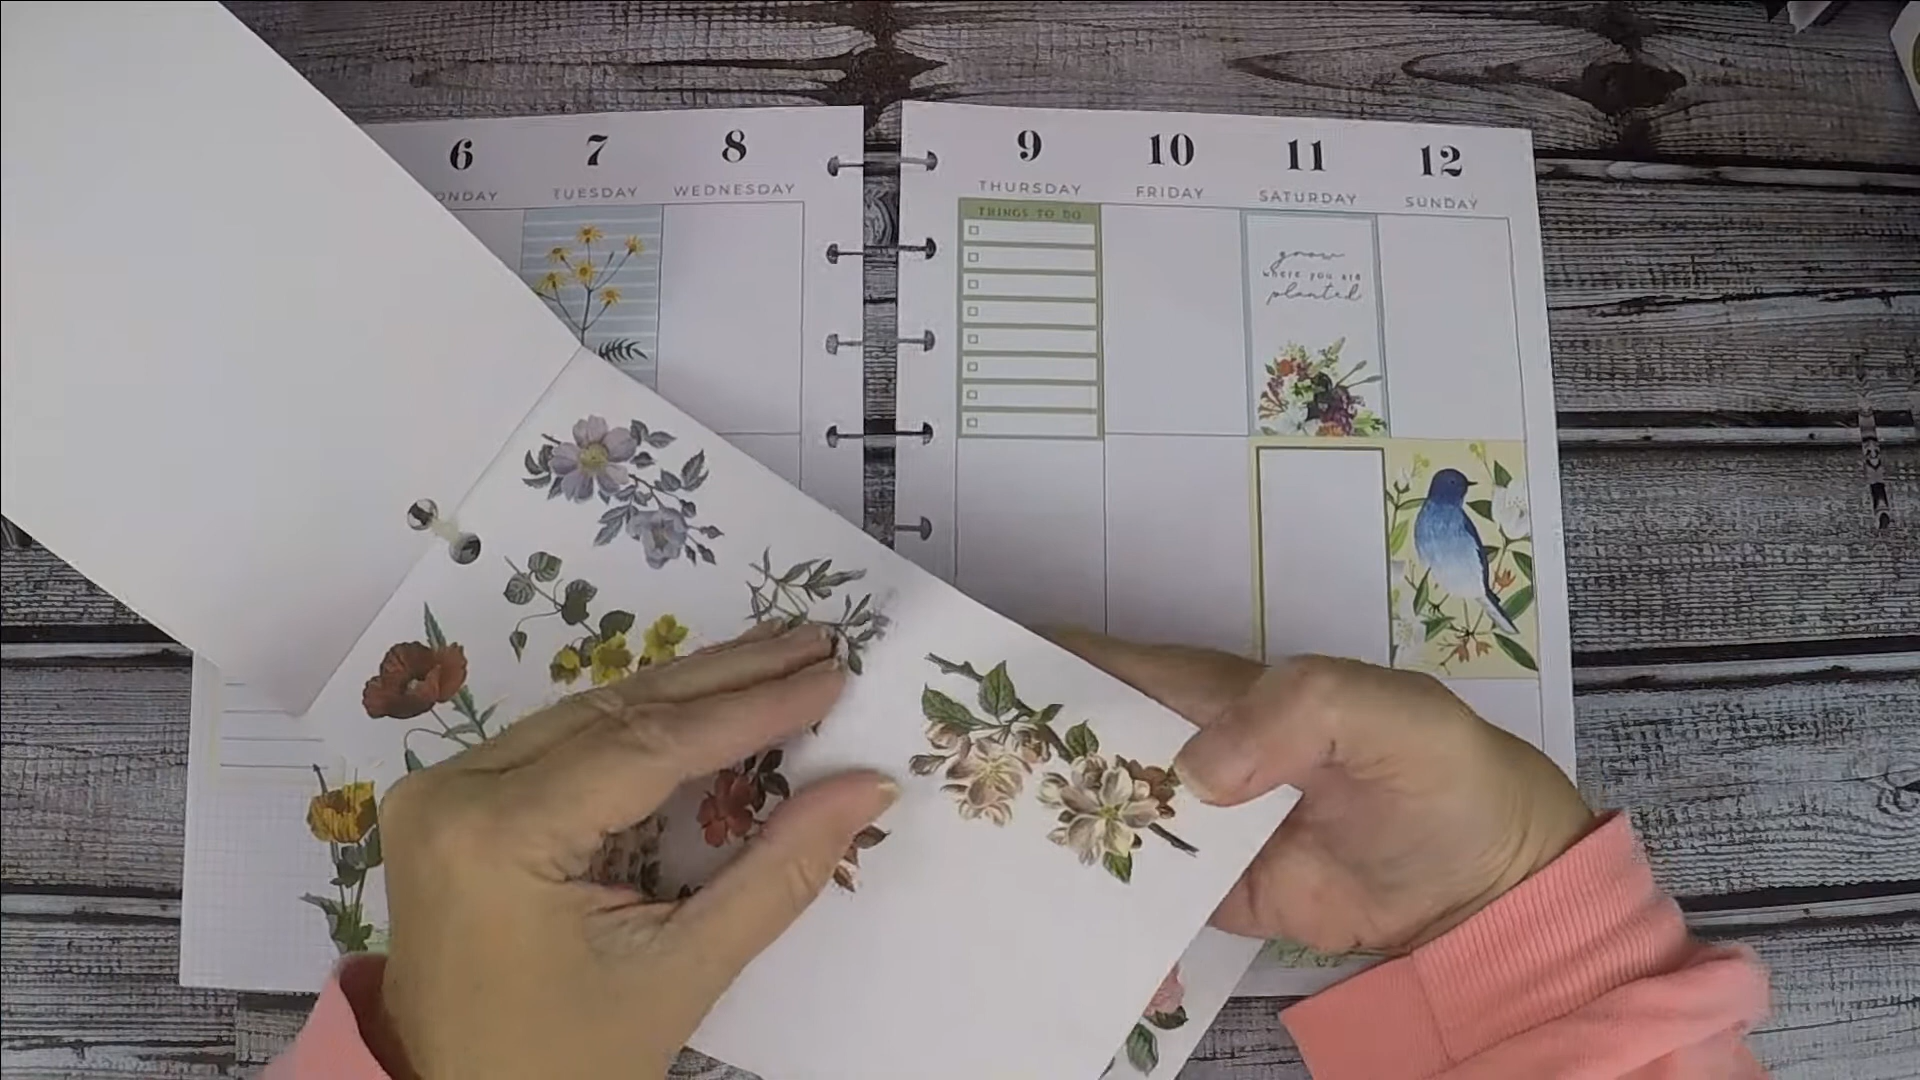 6 7 8 9 10 11 12
ONDAY TUESDAY WEDNESDAY THURSDAY FRIDAY SATURDAY SUNDAY
THINGS TO DO
grow
where you are
planted